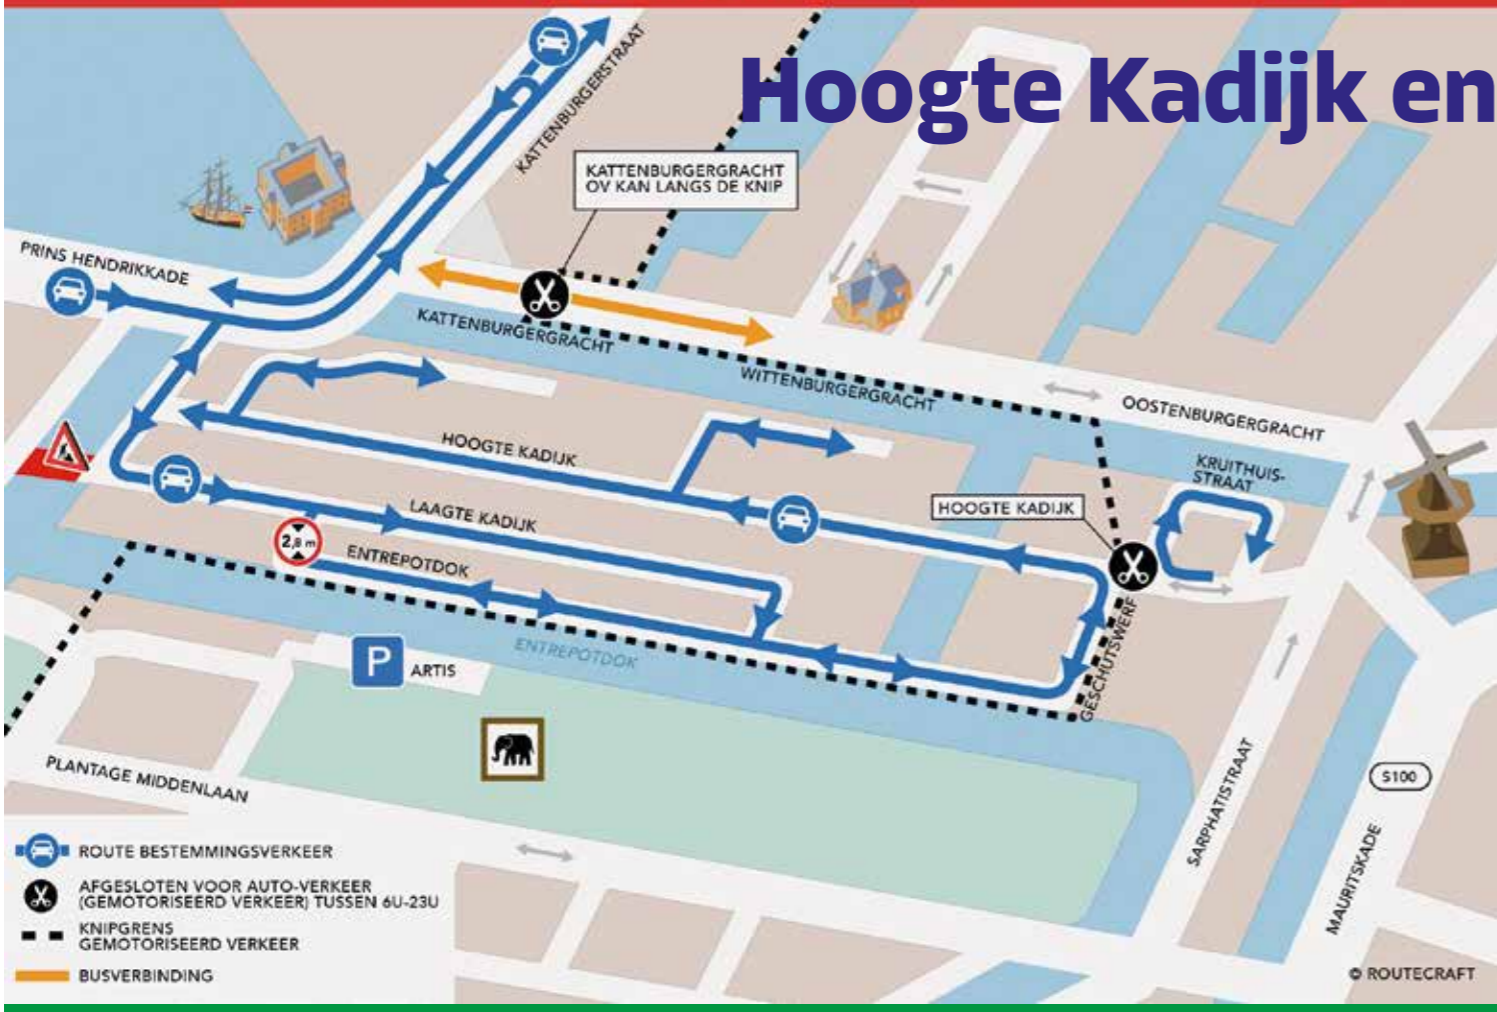 Hoogte Kadijk en
KATTENBURGERSTRAAT
KATTENBURGERGRACHT
OV KAN LANGS DE KNIP
PRINS HENDRIKKADE
KATTENBURGERGRACHT
WITTENBURGERGRACHT
OOSTENBURGERGRACHT
HOOGTE KADIJK
KRUITHUIS-
STRAAT
HOOGTE KADIJK
LAAGTE KADIJK
2,8 m
ENTREPOTDOK
ENTREPOTDOK
GESCHUTSWERF
P
ARTIS
PLANTAGE MIDDENLAAN
SARPHATISTRAAT
S100
MAURITSKADE
ROUTE BESTEMMINGSVERKEER
AFGESLOTEN VOOR AUTO-VERKEER
(GEMOTORISEERD VERKEER) TUSSEN 6U-23U
KNIPGRENS
GEMOTORISEERD VERKEER
BUSVERBINDING
© ROUTECRAFT